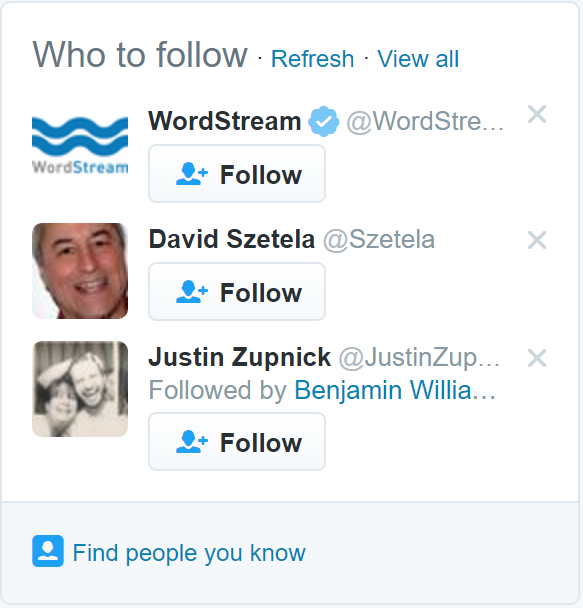 Who to follow · Refresh · View all
WordStream @WordStre...
WordStream
Follow
David Szetela @Szetela
Follow
Justin Zupnick @JustinZup...
Followed by Benjamin Willia...
Follow
Find people you know